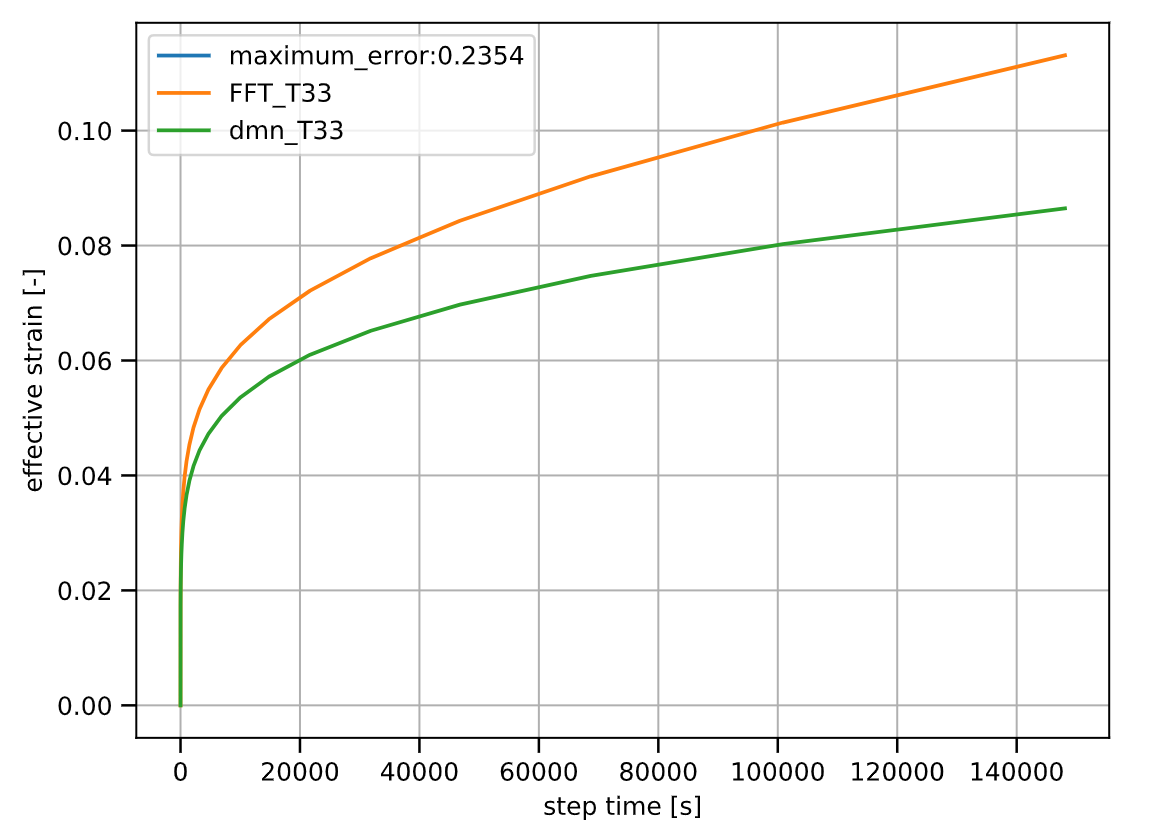 maximum_error:0.2354
FFT_T33
dmn_T33
0.10
0.08
0.06
0.04
0.02
0.00
effective strain [-]
0 20000 40000 60000 80000 100000 120000 140000
step time [s]